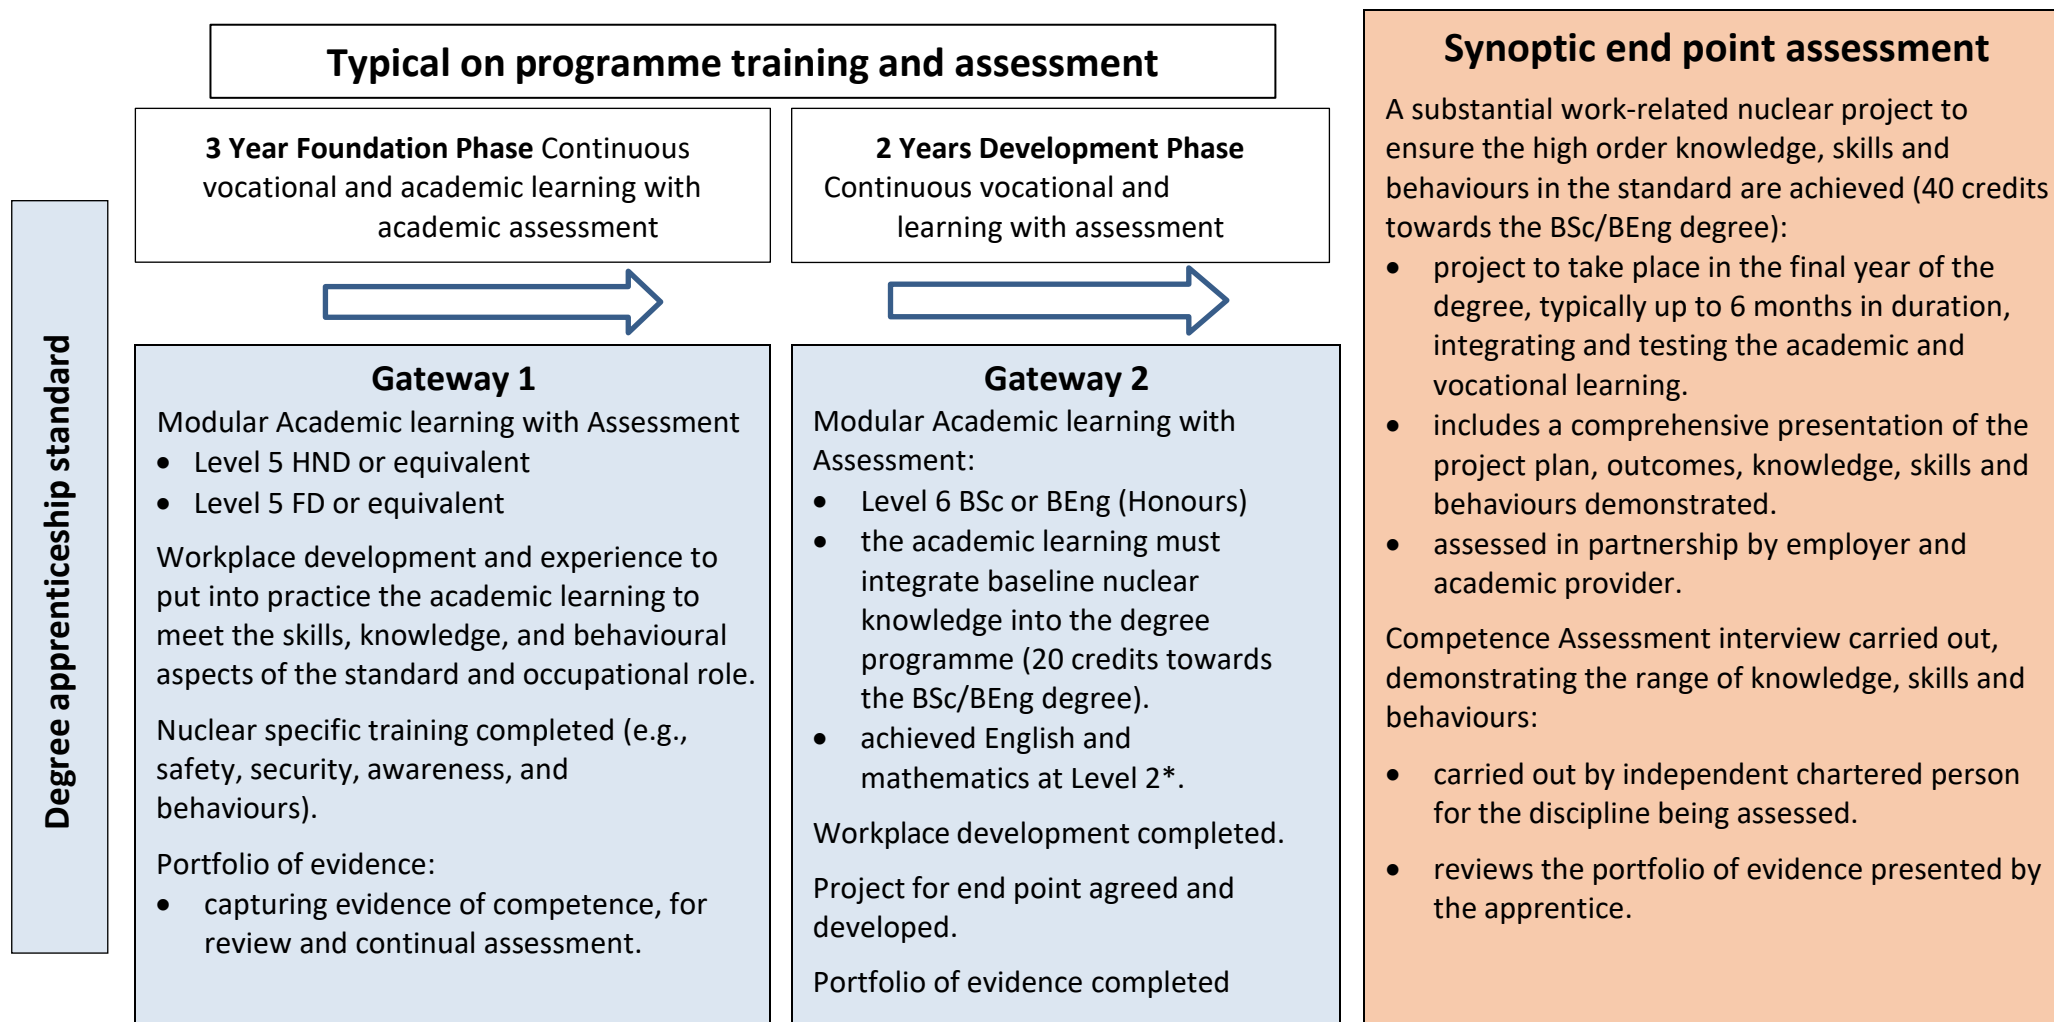 Typical on programme training and assessment
3 Year Foundation Phase Continuous
vocational and academic learning with
academic assessment
2 Years Development Phase
Continuous vocational and
learning with assessment
Degree apprenticeship standard
Gateway 1
Modular Academic learning with Assessment
• Level 5 HND or equivalent
• Level 5 FD or equivalent
Workplace development and experience to
put into practice the academic learning to
meet the skills, knowledge, and behavioural
aspects of the standard and occupational role.
Nuclear specific training completed (e.g.,
safety, security, awareness, and
behaviours).
Portfolio of evidence:
• capturing evidence of competence, for
review and continual assessment.
Gateway 2
Modular Academic learning with
Assessment:
• Level 6 BSc or BEng (Honours)
• the academic learning must
integrate baseline nuclear
knowledge into the degree
programme (20 credits towards
the BSc/BEng degree).
• achieved English and
mathematics at Level 2*.
Workplace development completed.
Project for end point agreed and
developed.
Portfolio of evidence completed
Synoptic end point assessment
A substantial work-related nuclear project to
ensure the high order knowledge, skills and
behaviours in the standard are achieved (40 credits
towards the BSc/BEng degree):
• project to take place in the final year of the
degree, typically up to 6 months in duration,
integrating and testing the academic and
vocational learning.
• includes a comprehensive presentation of the
project plan, outcomes, knowledge, skills and
behaviours demonstrated.
• assessed in partnership by employer and
academic provider.
Competence Assessment interview carried out,
demonstrating the range of knowledge, skills and
behaviours:
• carried out by independent chartered person
for the discipline being assessed.
• reviews the portfolio of evidence presented by
the apprentice.